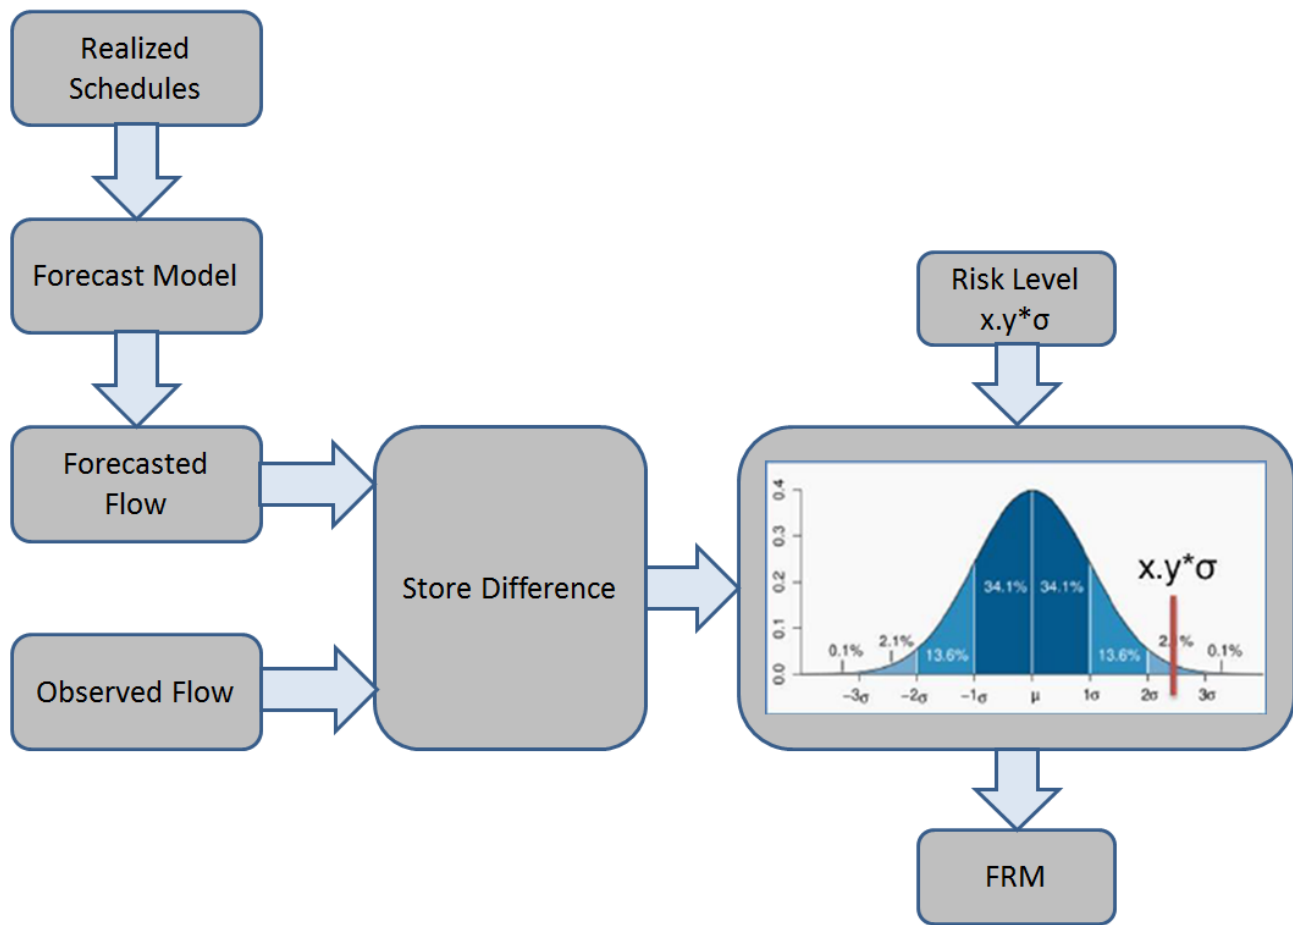 Realized
Schedules
Forecast Model
Forecasted
Flow
Observed Flow
Store Difference
Risk Level
x.y*σ
x.y*σ
0.4
0.3
0.2
0.1
0.0
34.1% 34.1%
0.1% 2.1% 13.6% 13.6% 0.1%
−3σ −2σ −1σ μ 1σ 2σ 3σ
FRM